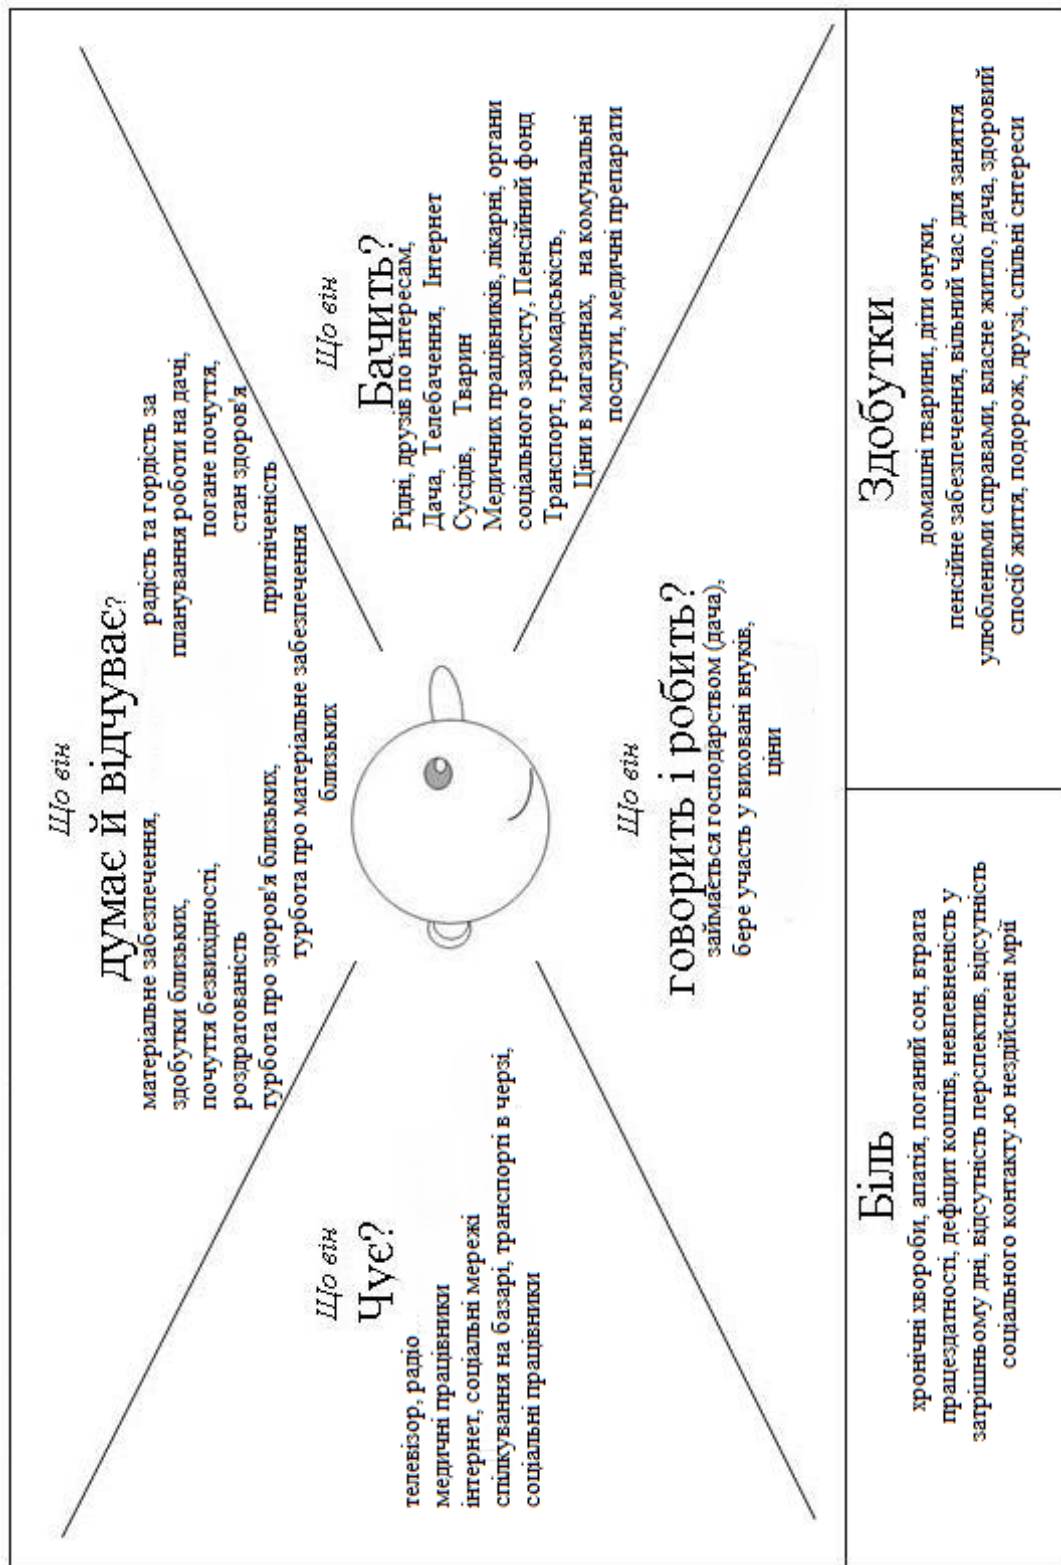 Що він
думає й відчуває?
матеріальне забезпечення,
здобутки близьких,
почуття безвихідності,
роздратованість
турбота про здоров'я близьких,
турбота про матеріальне забезпечення
близьких
радість та гордість за
планування роботи на дачі,
погане почуття,
стан здоров'я
пригніченість
Що він
Чує?
телевізор, радіо
медичні працівники
інтернет, соціальні мережі
спілкування на базарі, транспорті в черзі,
соціальні працівники
Що він
Бачить?
Рідні, друзів по інтересам,
Дача, Телебачення, Інтернет
Сусідів, Тварин
Медичних працівників, лікарні, органи
соціального захисту, Пенсійний фонд
Транспорт, громадськість,
Ціни в магазинах, на комунальні
послуги, медичні препарати
Що він
говорить і робить?
займається господарством (дача),
бере участь у виховані внуків,
ціни
Біль
хронічні хвороби, апатія, поганий сон, втрата
працездатності, дефіцит коштів, невпевненість у
затрішньому дні, відсутність перспектив, відсутність
соціального контакту.ю нездійснені мрії
Здобутки
домашні тварини, діти онуки,
пенсійне забезпечення, вільний час для заняття
улюбленими справами, власне житло, дача, здоровий
спосіб життя, подорож, друзі, спільні єнтереси